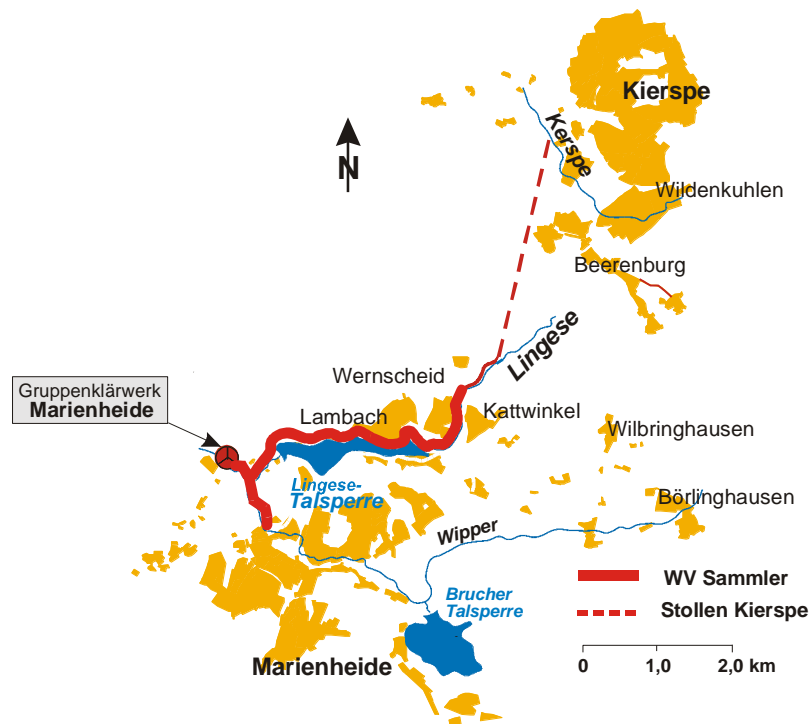 Kierspe
Kerspe
N
Wildenkuhlen
Beerenburg
Lingese
Wernscheid
Gruppenklärwerk
Marienheide
Lambach
Kattwinkel
Wilbringhausen
Lingese-
Talsperre
Börlinghausen
Wipper
WV Sammler
Brucher
Talsperre
Stollen Kierspe
Marienheide
0 1,0 2,0 km